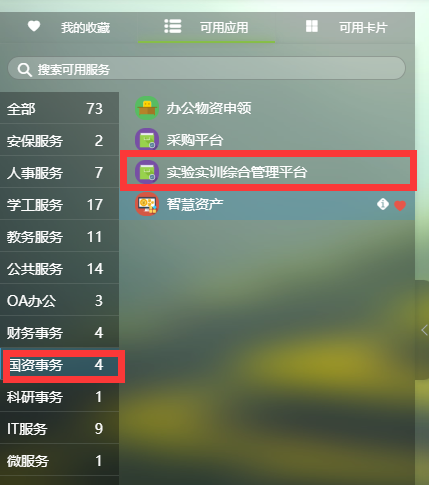 我的收藏 可用应用 可用卡片
搜索可用服务
全部 73
安保服务 2
人事服务 7
学工服务 17
教务服务 11
公共服务 14
OA办公 3
财务事务 4
国资事务 4
科研事务 1
IT服务 9
微服务 1
办公物资申领
采购平台
实验实训综合管理平台
智慧资产